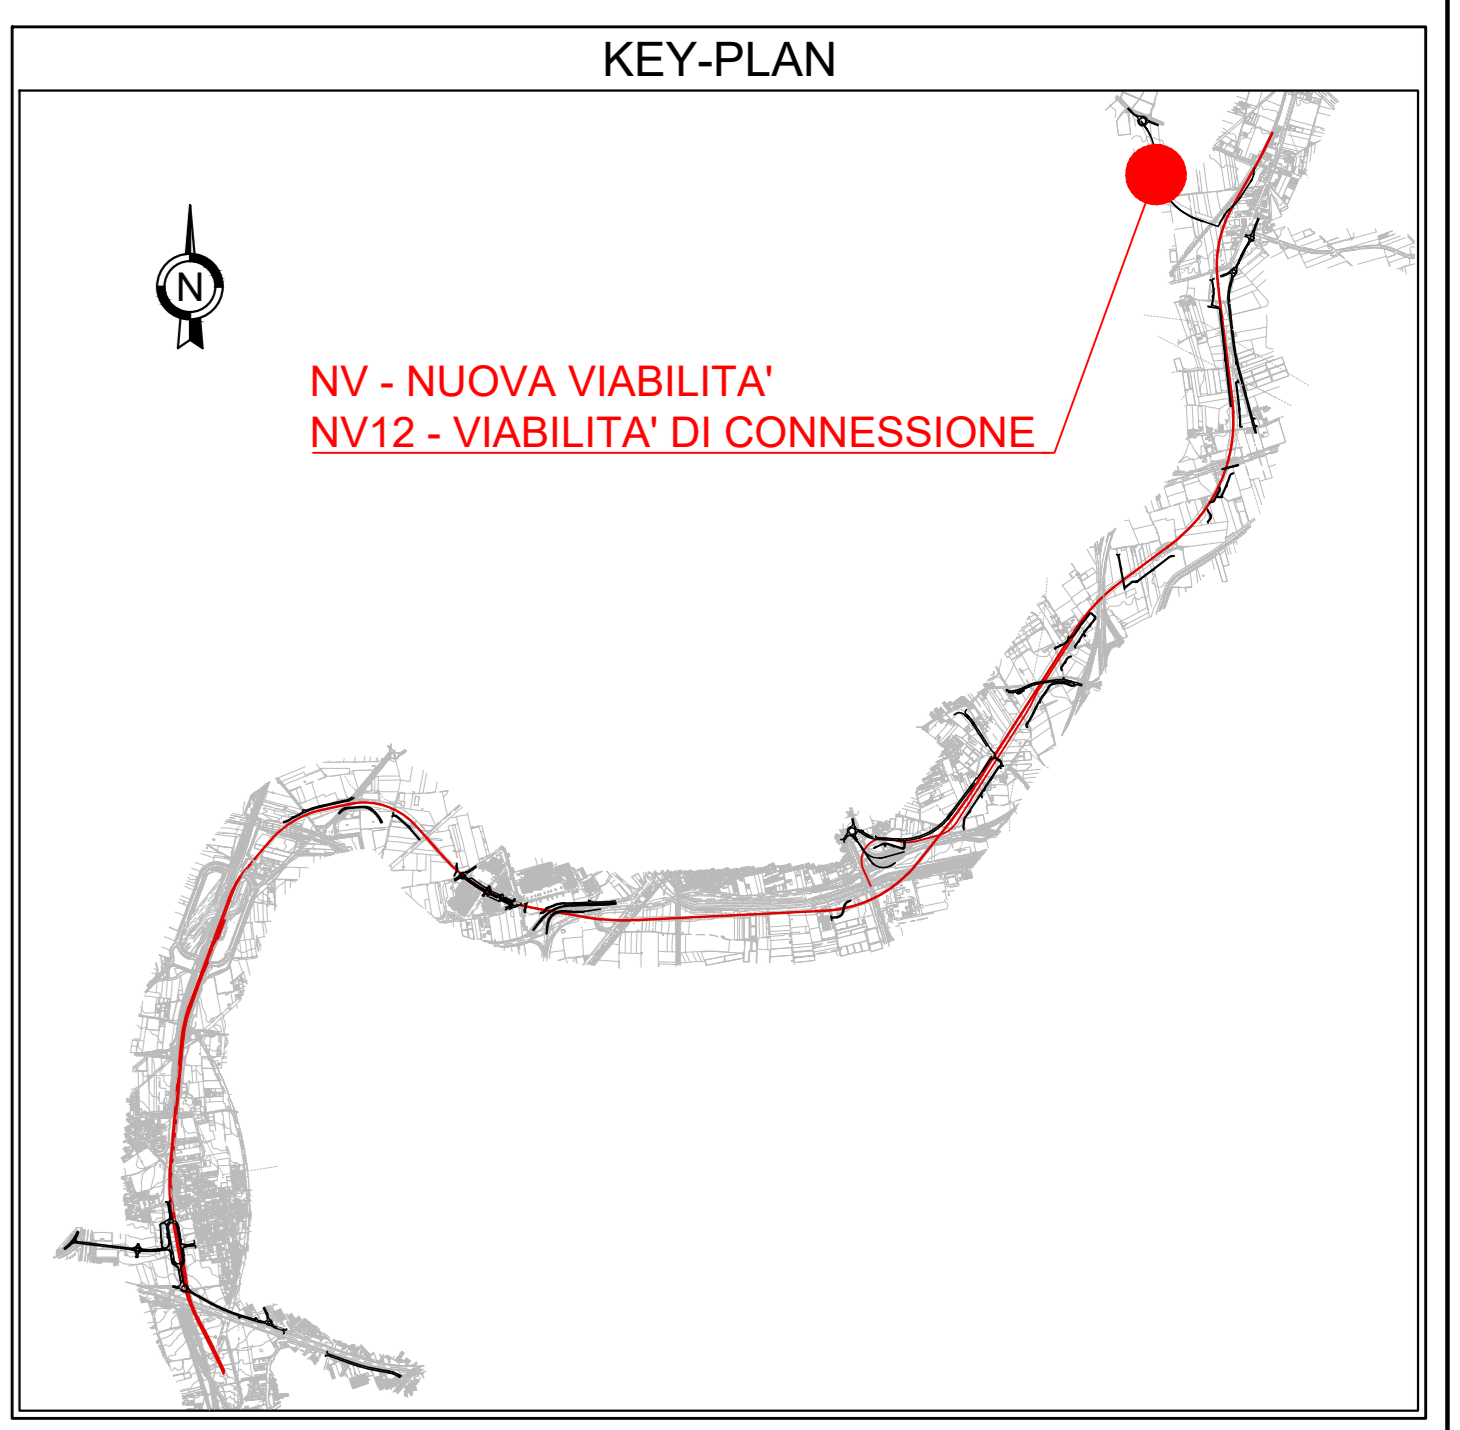 KEY-PLAN
N
NV - NUOVA VIABILITA'
NV12 - VIABILITA' DI CONNESSIONE